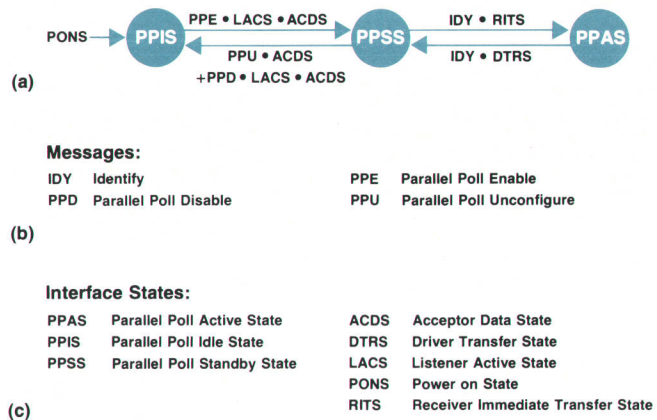 PPE • LACS • ACDS
IDY • RITS
PONS
PPIS
PPSS
PPAS
PPU • ACDS
+PPD • LACS • ACDS
IDY • DTRS
(a)
Messages:
IDY Identify
PPE Parallel Poll Enable
PPD Parallel Poll Disable
PPU Parallel Poll Unconfigure
(b)
Interface States:
PPAS Parallel Poll Active State
ACDS Acceptor Data State
PPIS Parallel Poll Idle State
DTRS Driver Transfer State
PPSS Parallel Poll Standby State
LACS Listener Active State
PONS Power on State
RITS Receiver Immediate Transfer State
(c)